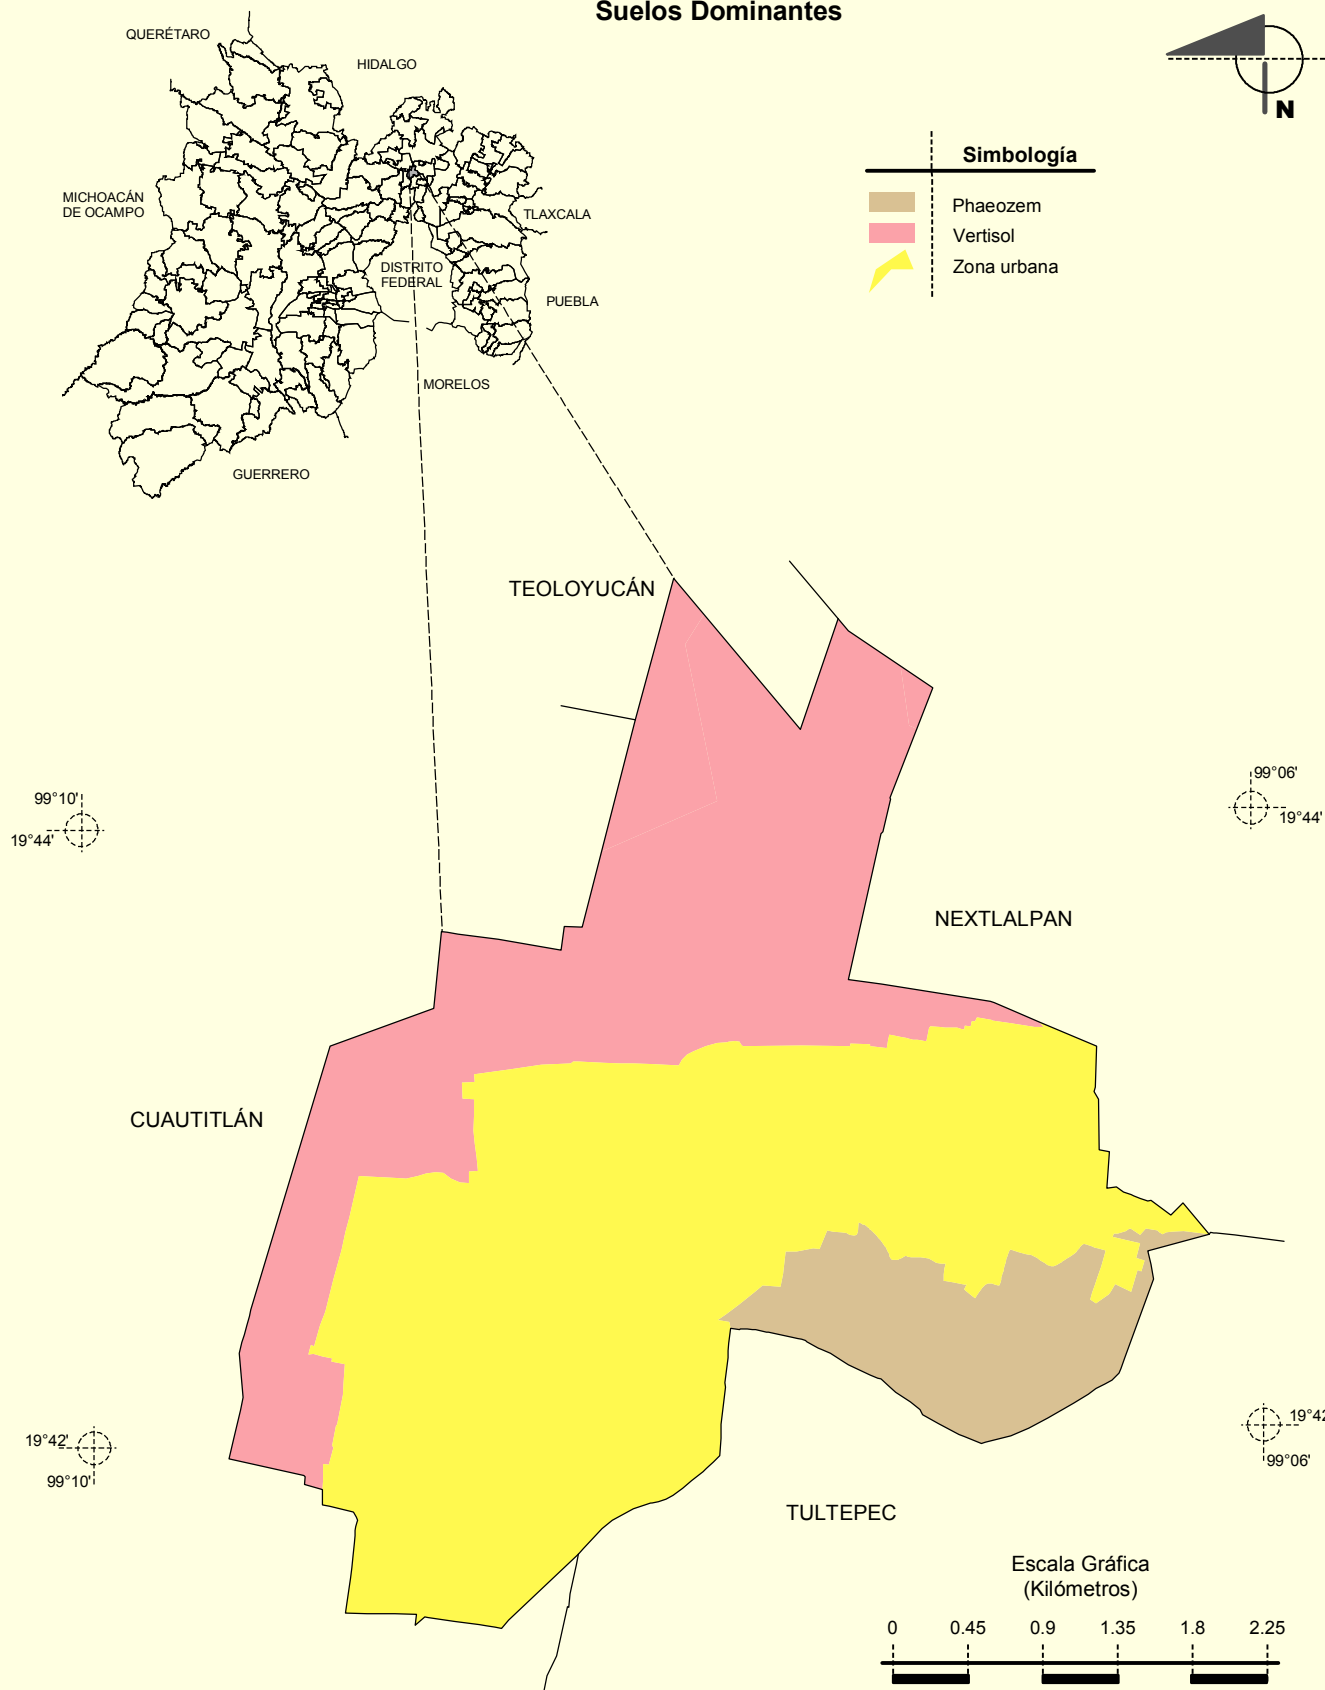 Suelos Dominantes
QUERÉTARO
HIDALGO
N
MICHOACÁN
DE OCAMPO
TLAXCALA
DISTRITO
FEDERAL
PUEBLA
MORELOS
GUERRERO
Simbología
Phaeozem
Vertisol
Zona urbana
TEOLOYUCÁN
99°10'
19°44'
99°06'
19°44'
NEXTLALPAN
CUAUTITLÁN
19°42'
99°10'
19°42
99°06'
TULTEPEC
Escala Gráfica
(Kilómetros)
0 0.45 0.9 1.35 1.8 2.25